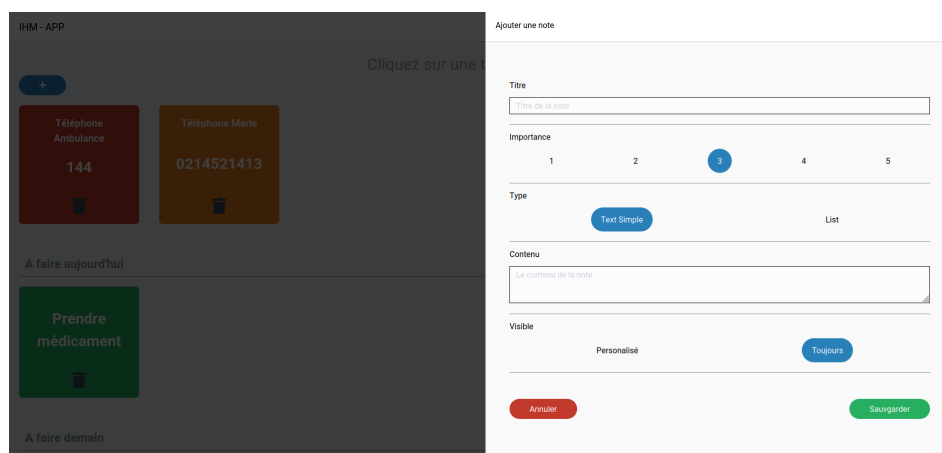 IHM - APP
Cliquez sur une t
+
Téléphone
Ambulance
144
Téléphone Marie
0214521413
A faire aujourd'hui
Prendre
médicament
A faire demain
Ajouter une note
Titre
Titre de la note
Importance
1 2 3 4 5
Type
Text Simple List
Contenu
Le contenu de la note
Visible
Personalisé Toujours
Annuler Sauvgarder